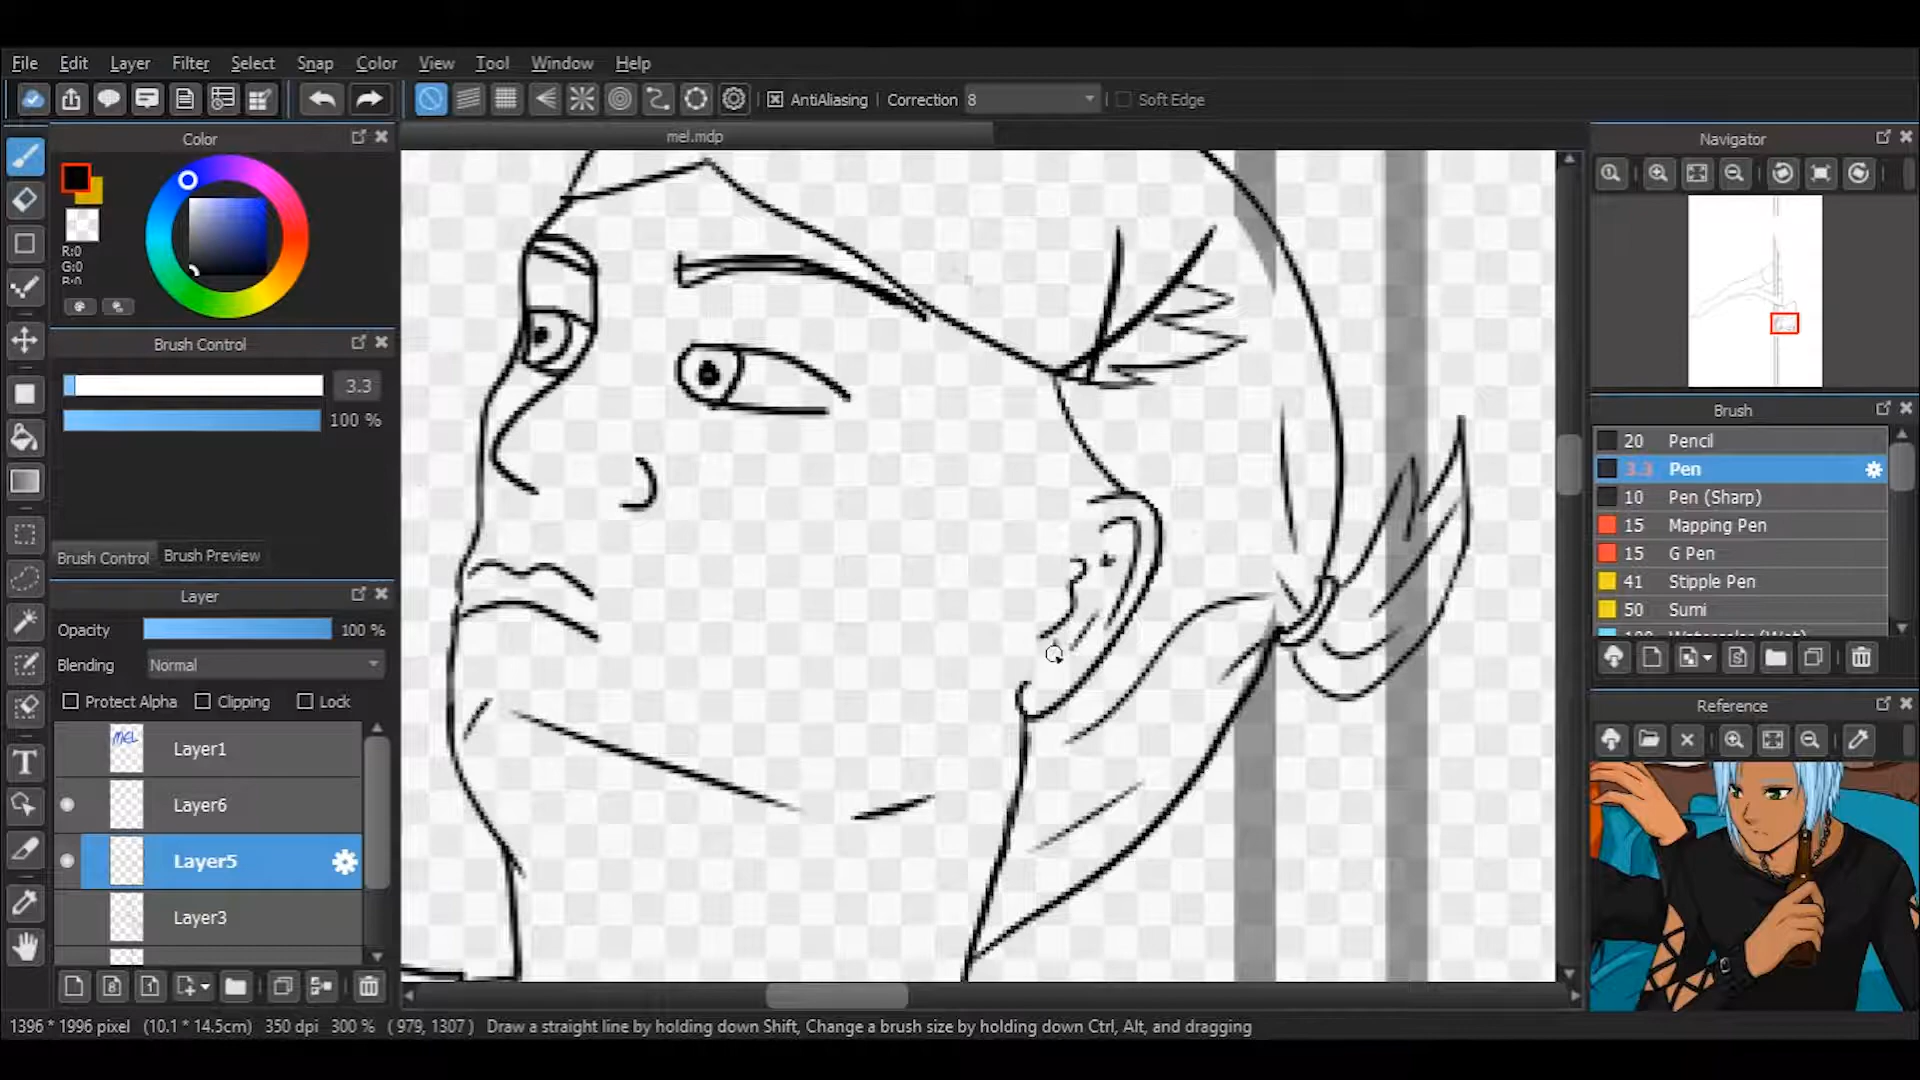 File Edit Layer Filter Select Snap Color View Tool Window Help
AntiAliasing Correction 8 Soft Edge
Color
mel.mdp
Navigator
R:0
G:0
Brush Control
3.3
100 %
Brush Control Brush Preview
Layer
Opacity 100 %
Blending Normal
Protect Alpha Clipping Lock
MEL Layer1
Layer6
Layer5
Layer3
Brush
20 Pencil
3.3 Pen
10 Pen (Sharp)
15 Mapping Pen
15 G Pen
41 Stipple Pen
50 Sumi
Reference
1396 * 1996 pixel (10.1 * 14.5cm) 350 dpi 300 % ( 979, 1307 ) Draw a straight line by holding down Shift, Change a brush size by holding down Ctrl, Alt, and dragging